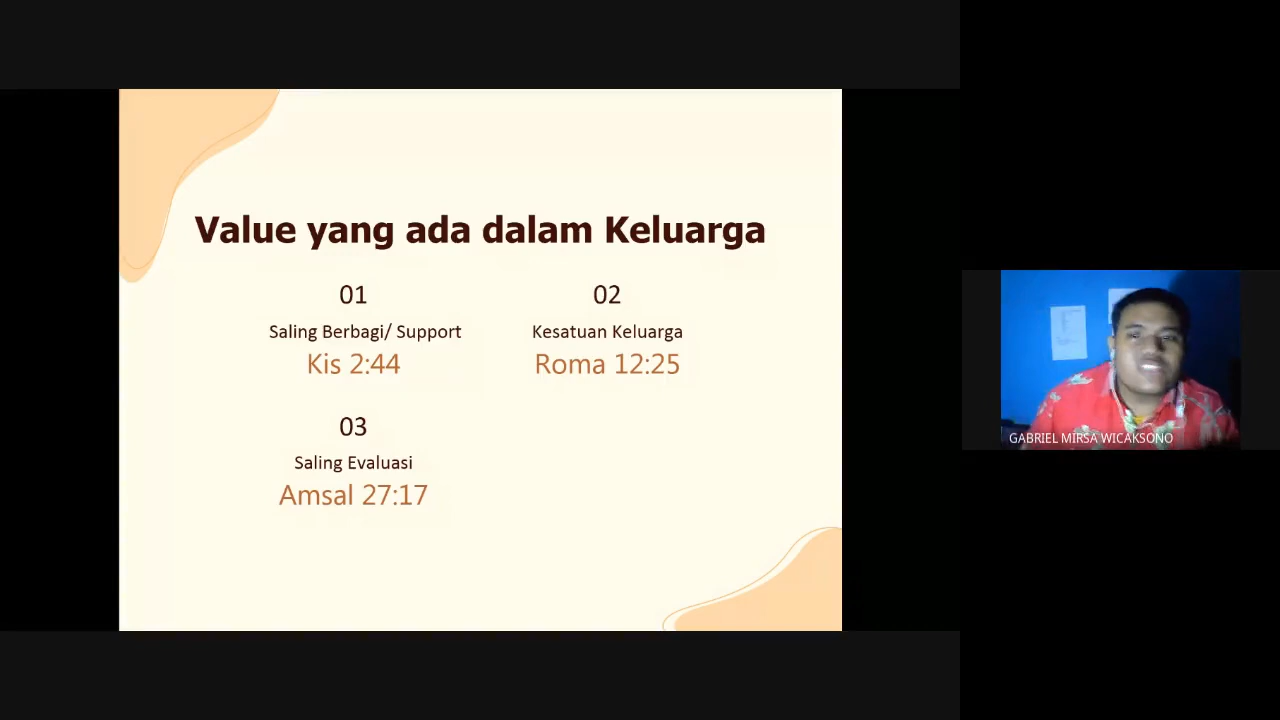 Value yang ada dalam Keluarga
01
Saling Berbagi/ Support
Kis 2:44
02
Kesatuan Keluarga
Roma 12:25
03
Saling Evaluasi
Amsal 27:17
GABRIEL MIRSA WICAKSONO